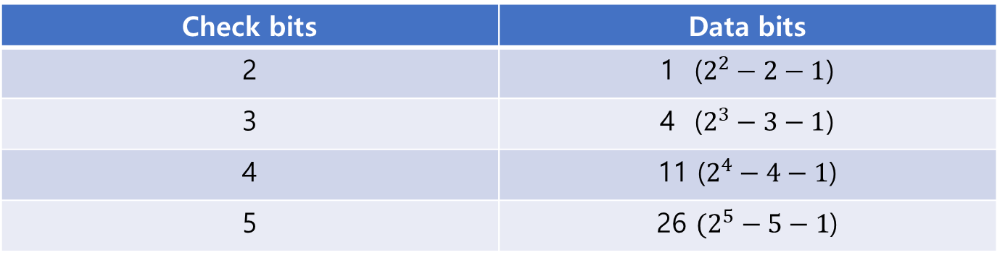 Check bits Data bits
2 1 (2² − 2 − 1)
3 4 (2³ − 3 − 1)
4 11 (2⁴ − 4 − 1)
5 26 (2⁵ − 5 − 1)